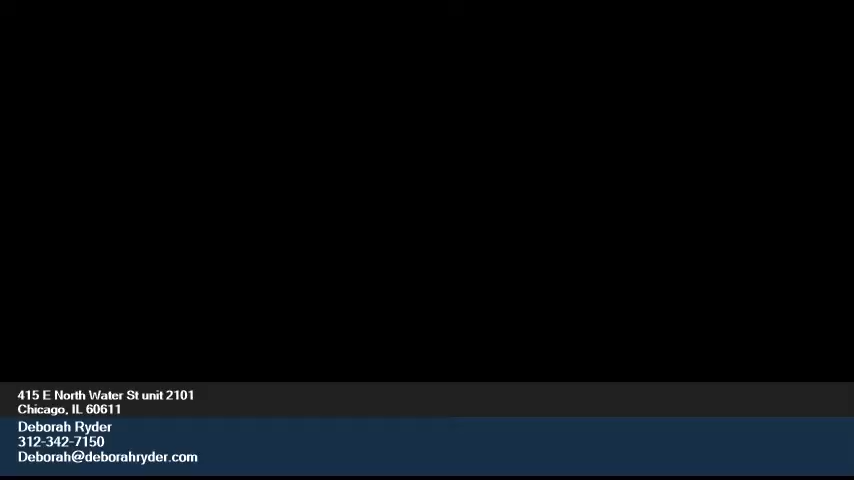 415 E North Water St unit 2101
Chicago, IL 60611
Deborah Ryder
312-342-7150
Deborah@deborahryder.com